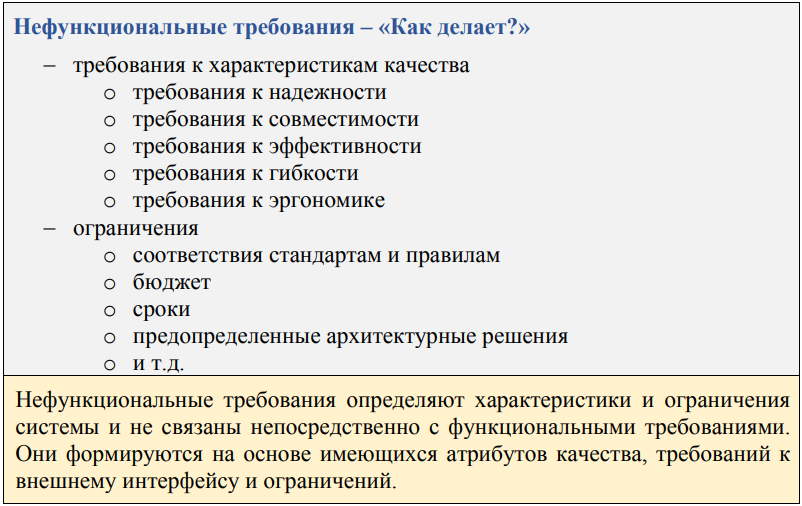 Нефункциональные требования – «Как делает?»
– требования к характеристикам качества
o требования к надежности
o требования к совместимости
o требования к эффективности
o требования к гибкости
o требования к эргономике
– ограничения
o соответствия стандартам и правилам
o бюджет
o сроки
o предопределенные архитектурные решения
o и т.д.
Нефункциональные требования определяют характеристики и ограничения
системы и не связаны непосредственно с функциональными требованиями.
Они формируются на основе имеющихся атрибутов качества, требований к
внешнему интерфейсу и ограничений.